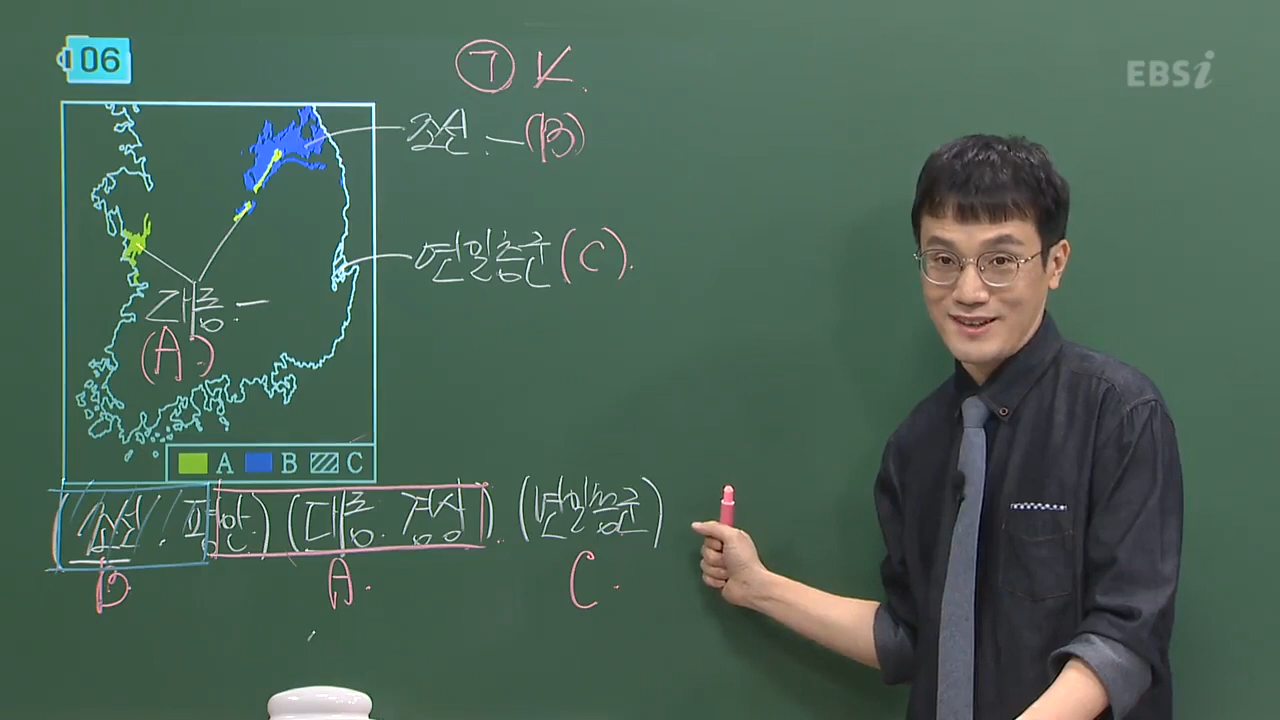 06
㉠ K.
EBSi
조선.—(B)
연일층군(C).
대동.—
(A.)
A B C
(조선. 평안.) (대동. 경상). (연일층군)
B. A. C.